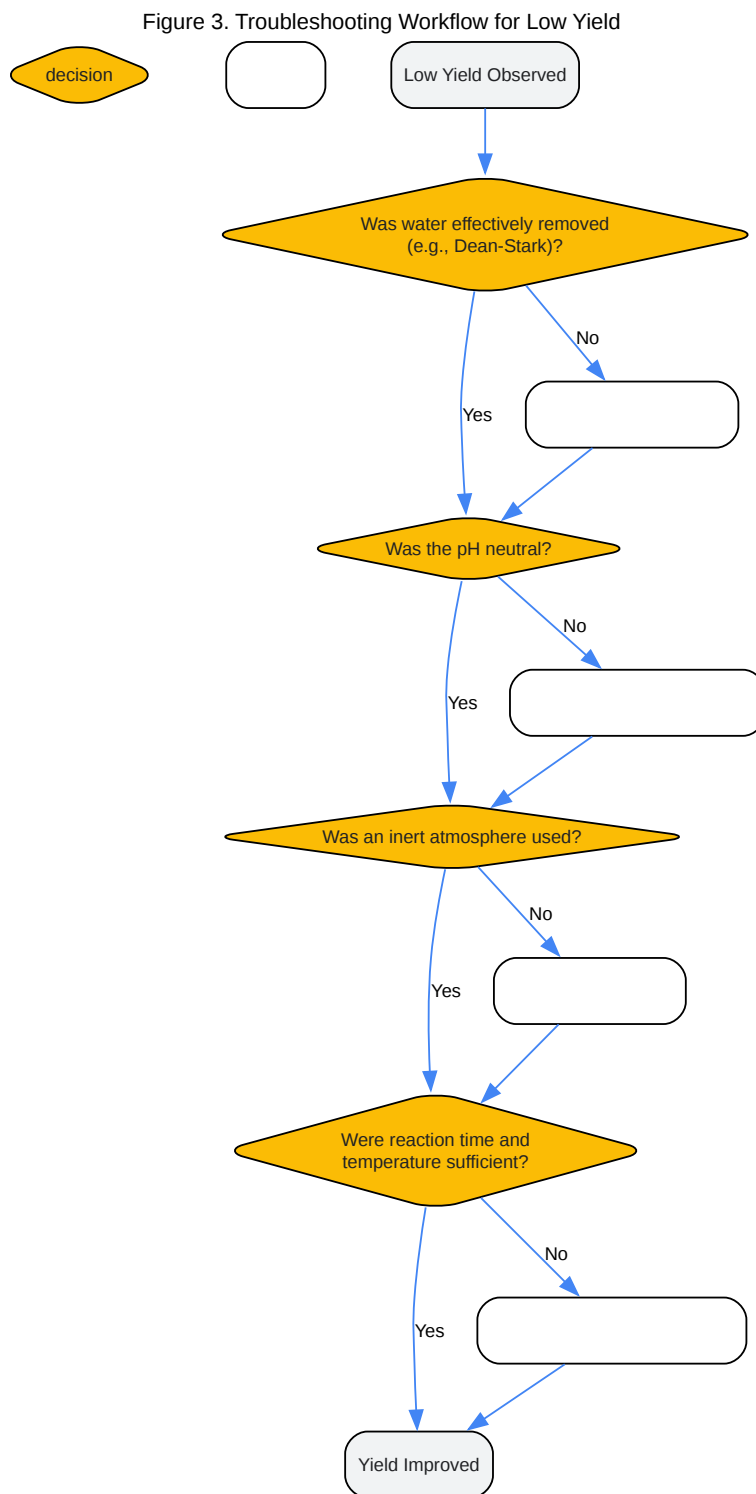 Figure 3. Troubleshooting Workflow for Low Yield
decision
Low Yield Observed
Was water effectively removed
(e.g., Dean-Stark)?
No
Yes
Was the pH neutral?
No
Yes
Was an inert atmosphere used?
No
Yes
Were reaction time and
temperature sufficient?
No
Yes
Yield Improved